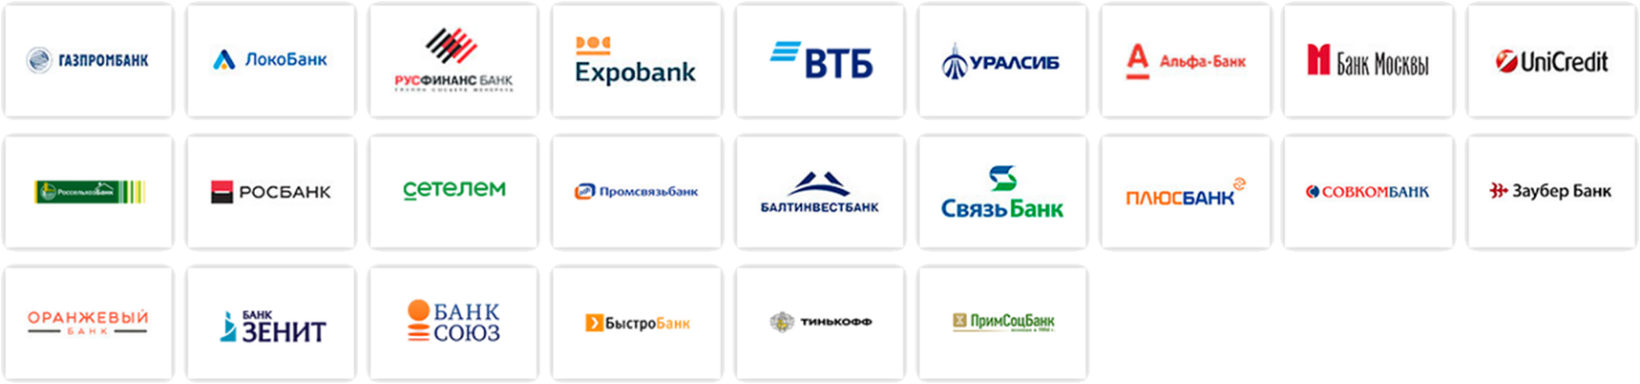 ГАЗПРОМБАНК
ЛокоБанк
РУСФИНАНС БАНК
Expobank
ВТБ
УРАЛСИБ
Альфа-Банк
Банк Москвы
UniCredit
РоссельхозБанк
РОСБАНК
сетелем
Промсвязьбанк
БАЛТИНВЕСТБАНК
Связь Банк
ПЛЮСБАНК
СОВКОМБАНК
Заубер Банк
ОРАНЖЕВЫЙ
БАНК
БАНК
ЗЕНИТ
БАНК
СОЮЗ
БыстроБанк
ТИНЬКОФФ
ПримСоцБанк